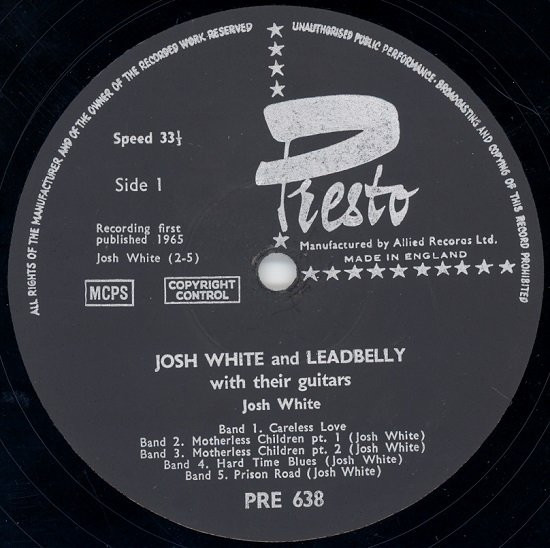 ALL RIGHTS OF THE MANUFACTURER AND OF THE OWNER OF THE RECORDED WORK RESERVED
UNAUTHORISED PUBLIC PERFORMANCE, BROADCASTING AND COPYING OF THIS RECORD PROHIBITED
Presto
Speed 33⅓
Side 1
Recording first
published 1965
Josh White (2-5)
Manufactured by Allied Records Ltd.
MADE IN ENGLAND
MCPS
COPYRIGHT
CONTROL
JOSH WHITE and LEADBELLY
with their guitars
Josh White
Band 1. Careless Love
Band 2. Motherless Children pt. 1 (Josh White)
Band 3. Motherless Children pt. 2 (Josh White)
Band 4. Hard Time Blues (Josh White)
Band 5. Prison Road (Josh White)
PRE 638